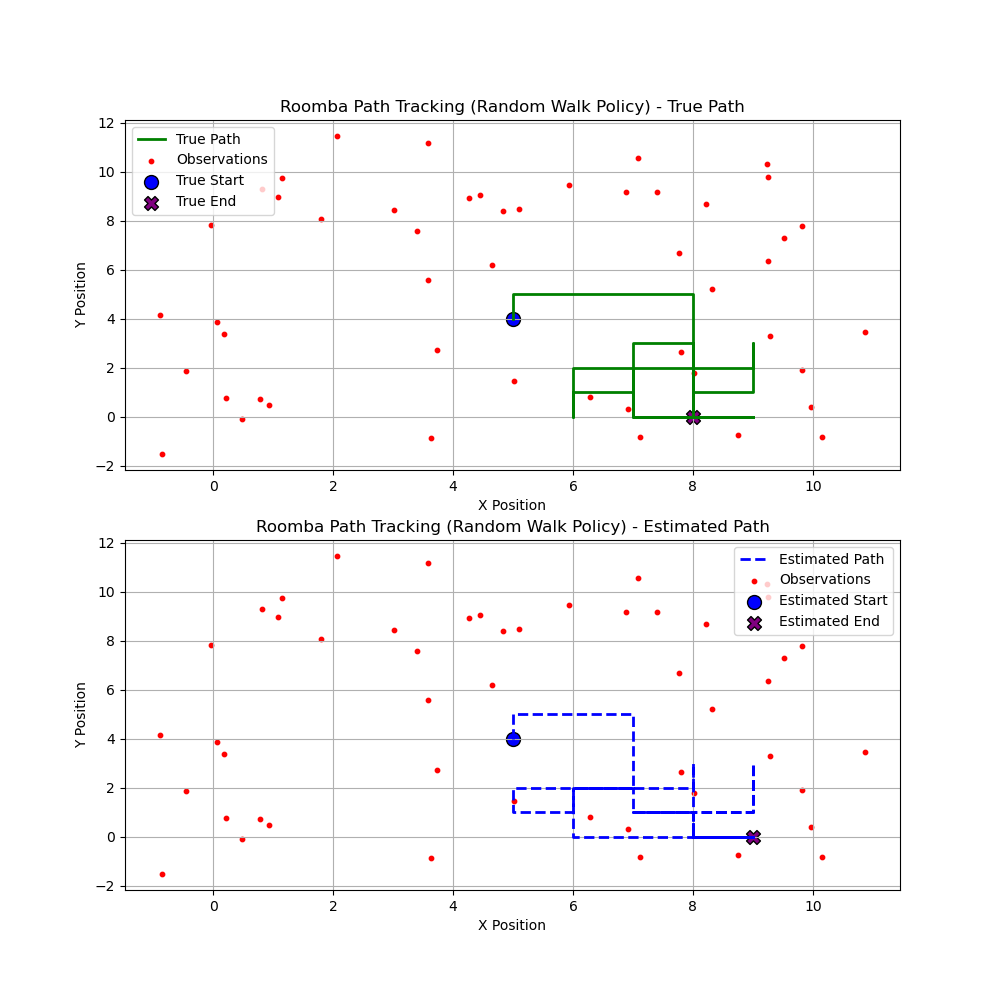 Roomba Path Tracking (Random Walk Policy) - True Path
12
10
8
6
4
2
0
−2
Y Position
True Path
Observations
True Start
True End
0 2 4 6 8 10
X Position
Roomba Path Tracking (Random Walk Policy) - Estimated Path
12
10
8
6
4
2
0
−2
Y Position
Estimated Path
Observations
Estimated Start
Estimated End
0 2 4 6 8 10
X Position